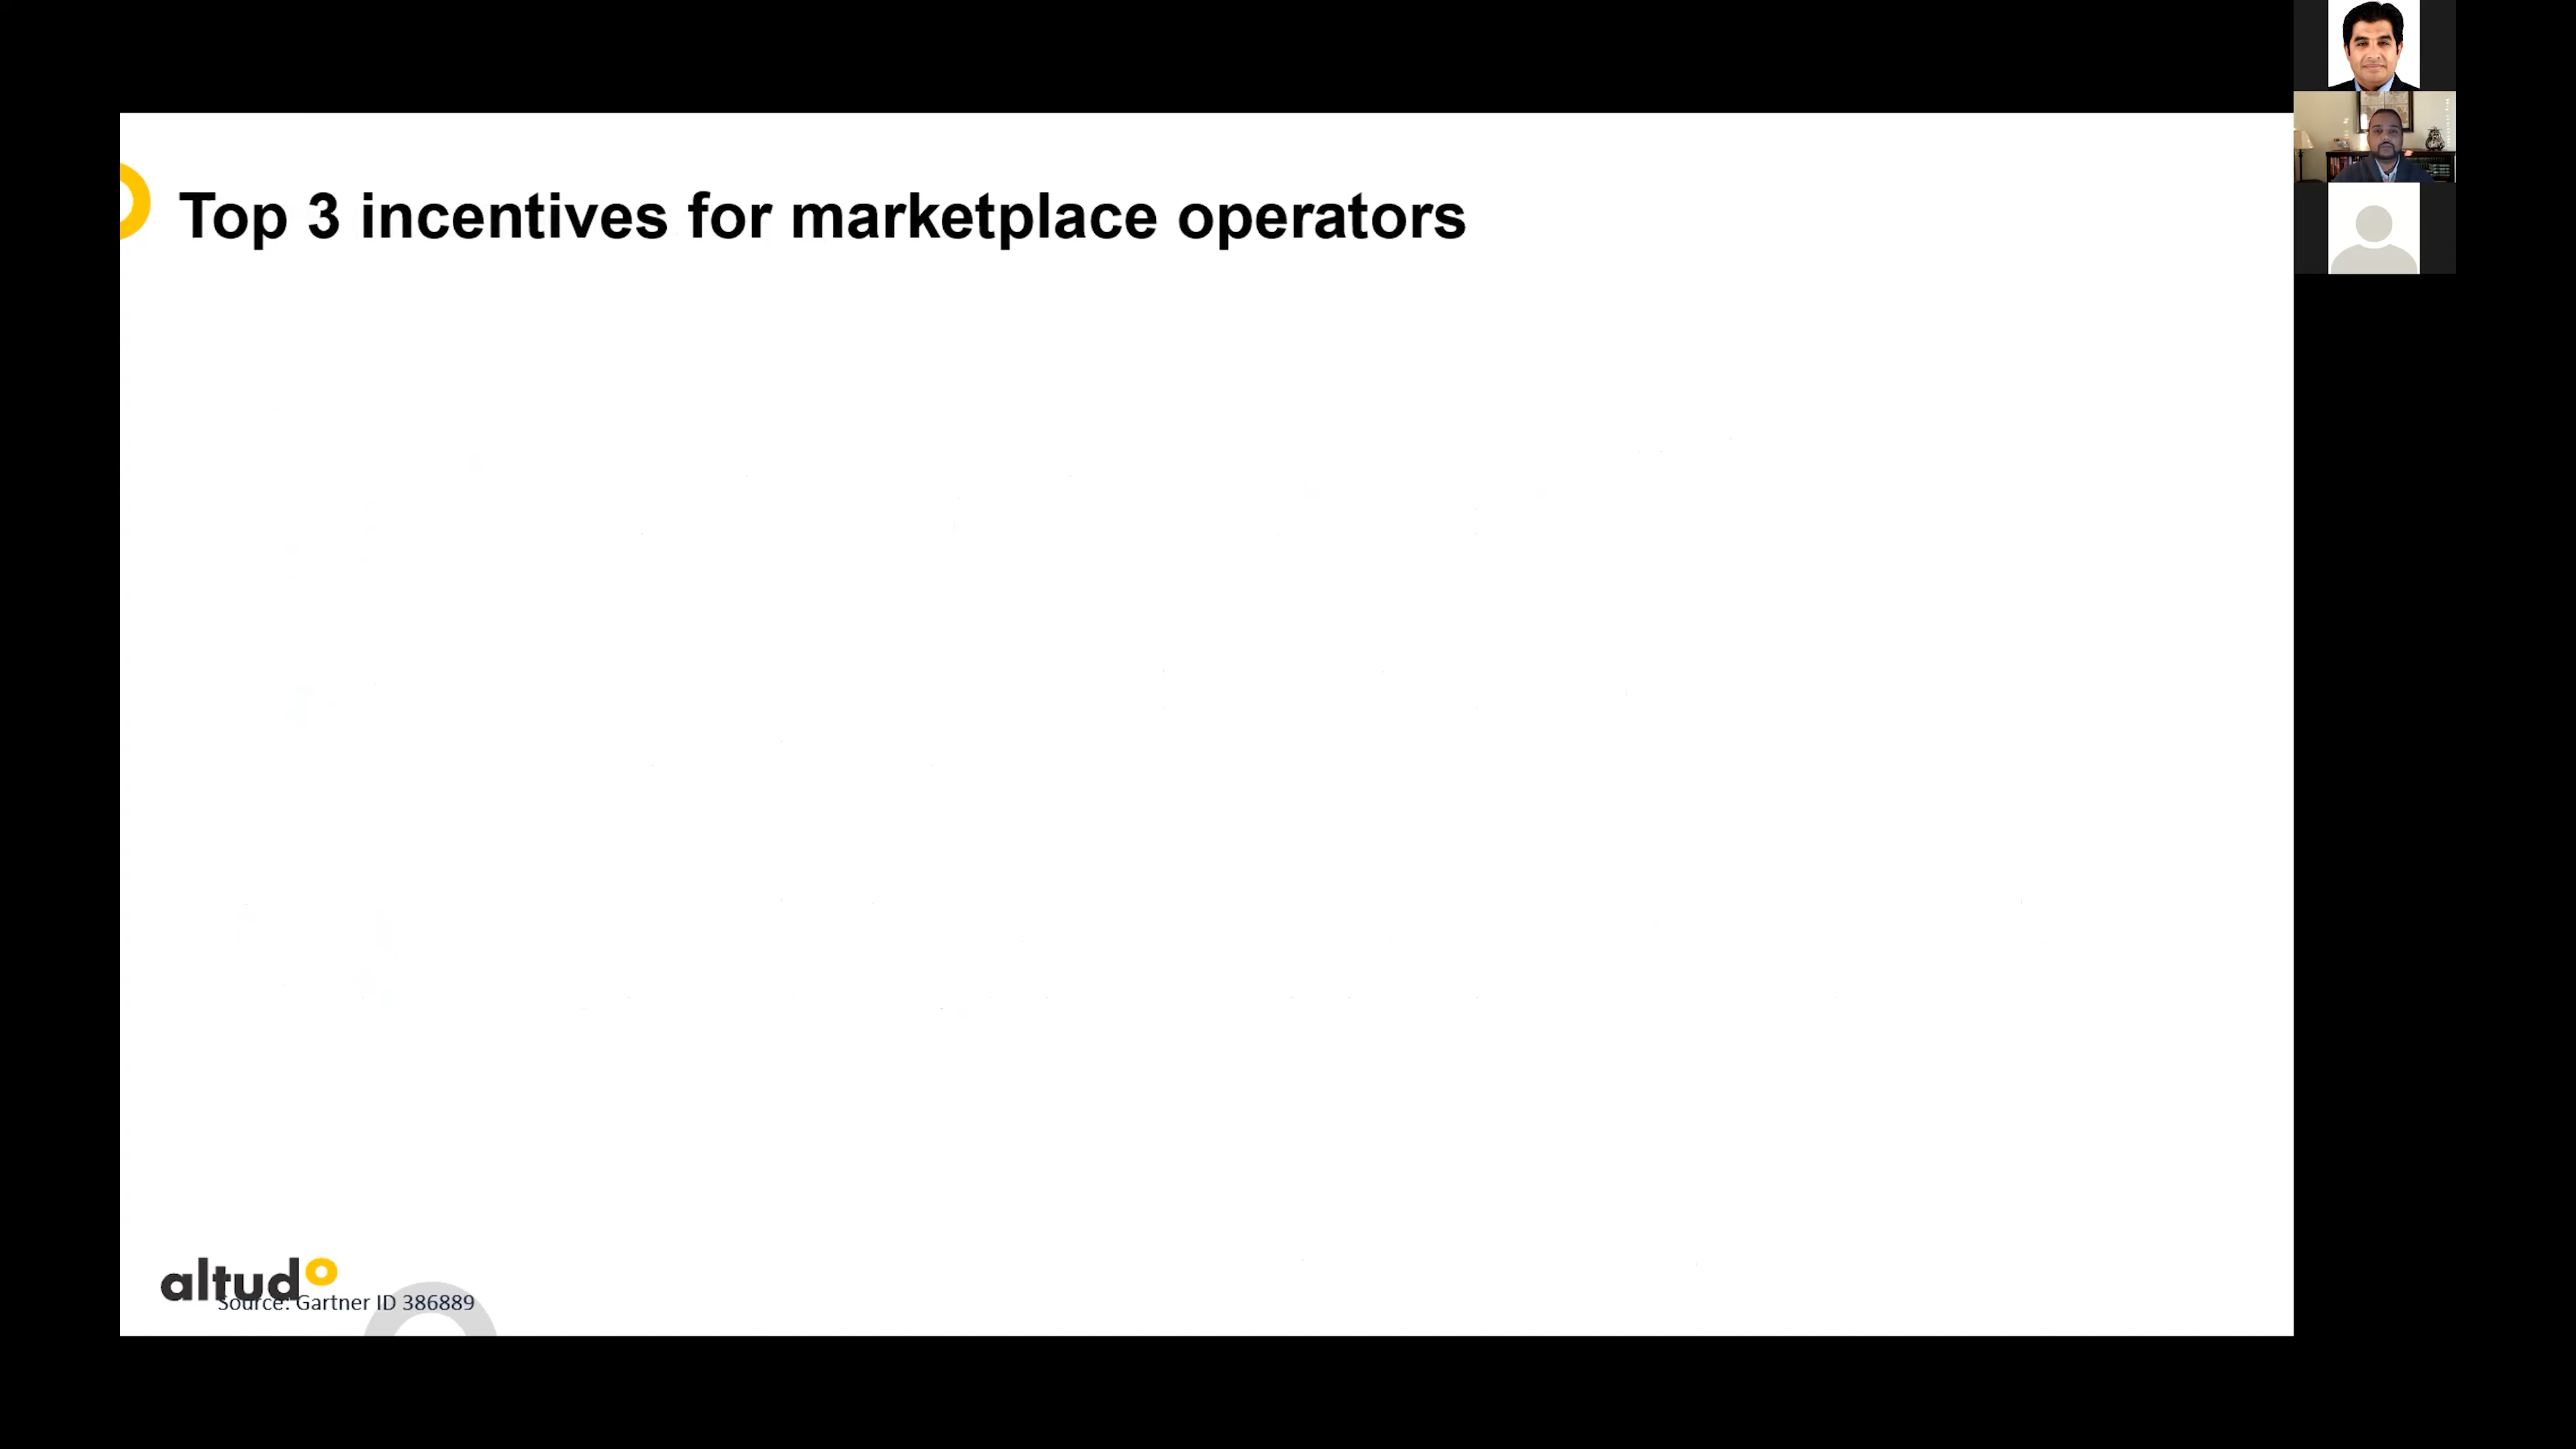 Top 3 incentives for marketplace operators
altudo
Source: Gartner ID 386889